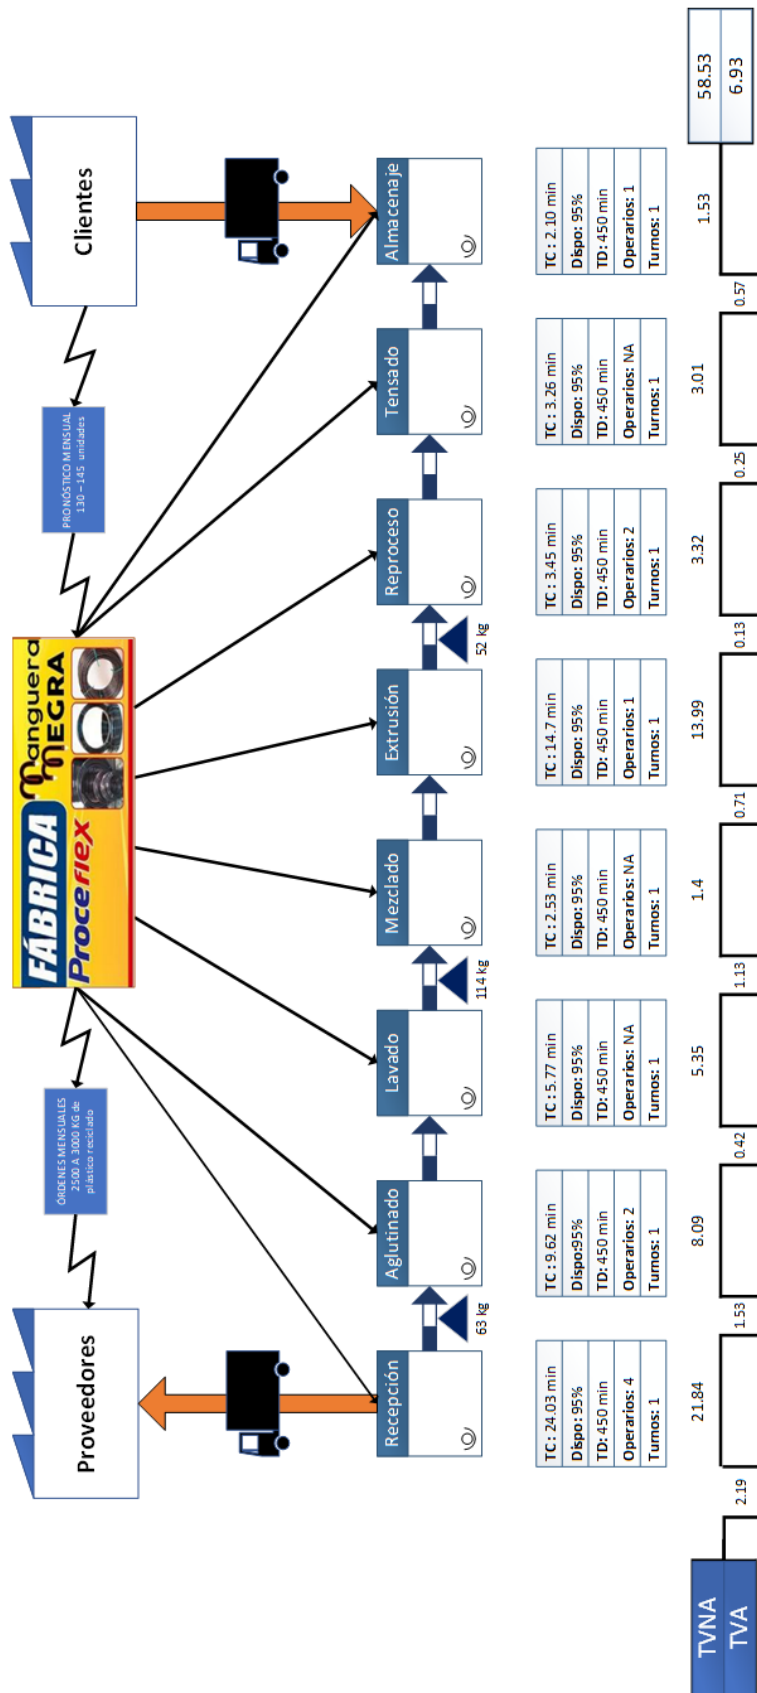 Proveedores
ÓRDENES MENSUALES
2500 A 3000 KG de
plástico reciclado
FÁBRICA
Proceflex
Manguera
NEGRA
PRONÓSTICO MENSUAL
130 – 145 unidades
Clientes
Recepción
Aglutinado
Lavado
Mezclado
Extrusión
Reproceso
Tensado
Almacenaje
63 kg
114 kg
52 kg
TC : 24.03 min
Dispo: 95%
TD: 450 min
Operarios: 4
Turnos: 1
TC : 9.62 min
Dispo:95%
TD: 450 min
Operarios: 2
Turnos: 1
TC : 5.77 min
Dispo: 95%
TD: 450 min
Operarios: NA
Turnos: 1
TC : 2.53 min
Dispo: 95%
TD: 450 min
Operarios: NA
Turnos: 1
TC : 14.7 min
Dispo: 95%
TD: 450 min
Operarios: 1
Turnos: 1
TC : 3.45 min
Dispo: 95%
TD: 450 min
Operarios: 2
Turnos: 1
TC : 3.26 min
Dispo: 95%
TD: 450 min
Operarios: NA
Turnos: 1
TC : 2.10 min
Dispo: 95%
TD: 450 min
Operarios: 1
Turnos: 1
TVNA
21.84
8.09
5.35
1.4
13.99
3.32
3.01
1.53
58.53
TVA
2.19
1.53
0.42
1.13
0.71
0.13
0.25
0.57
6.93